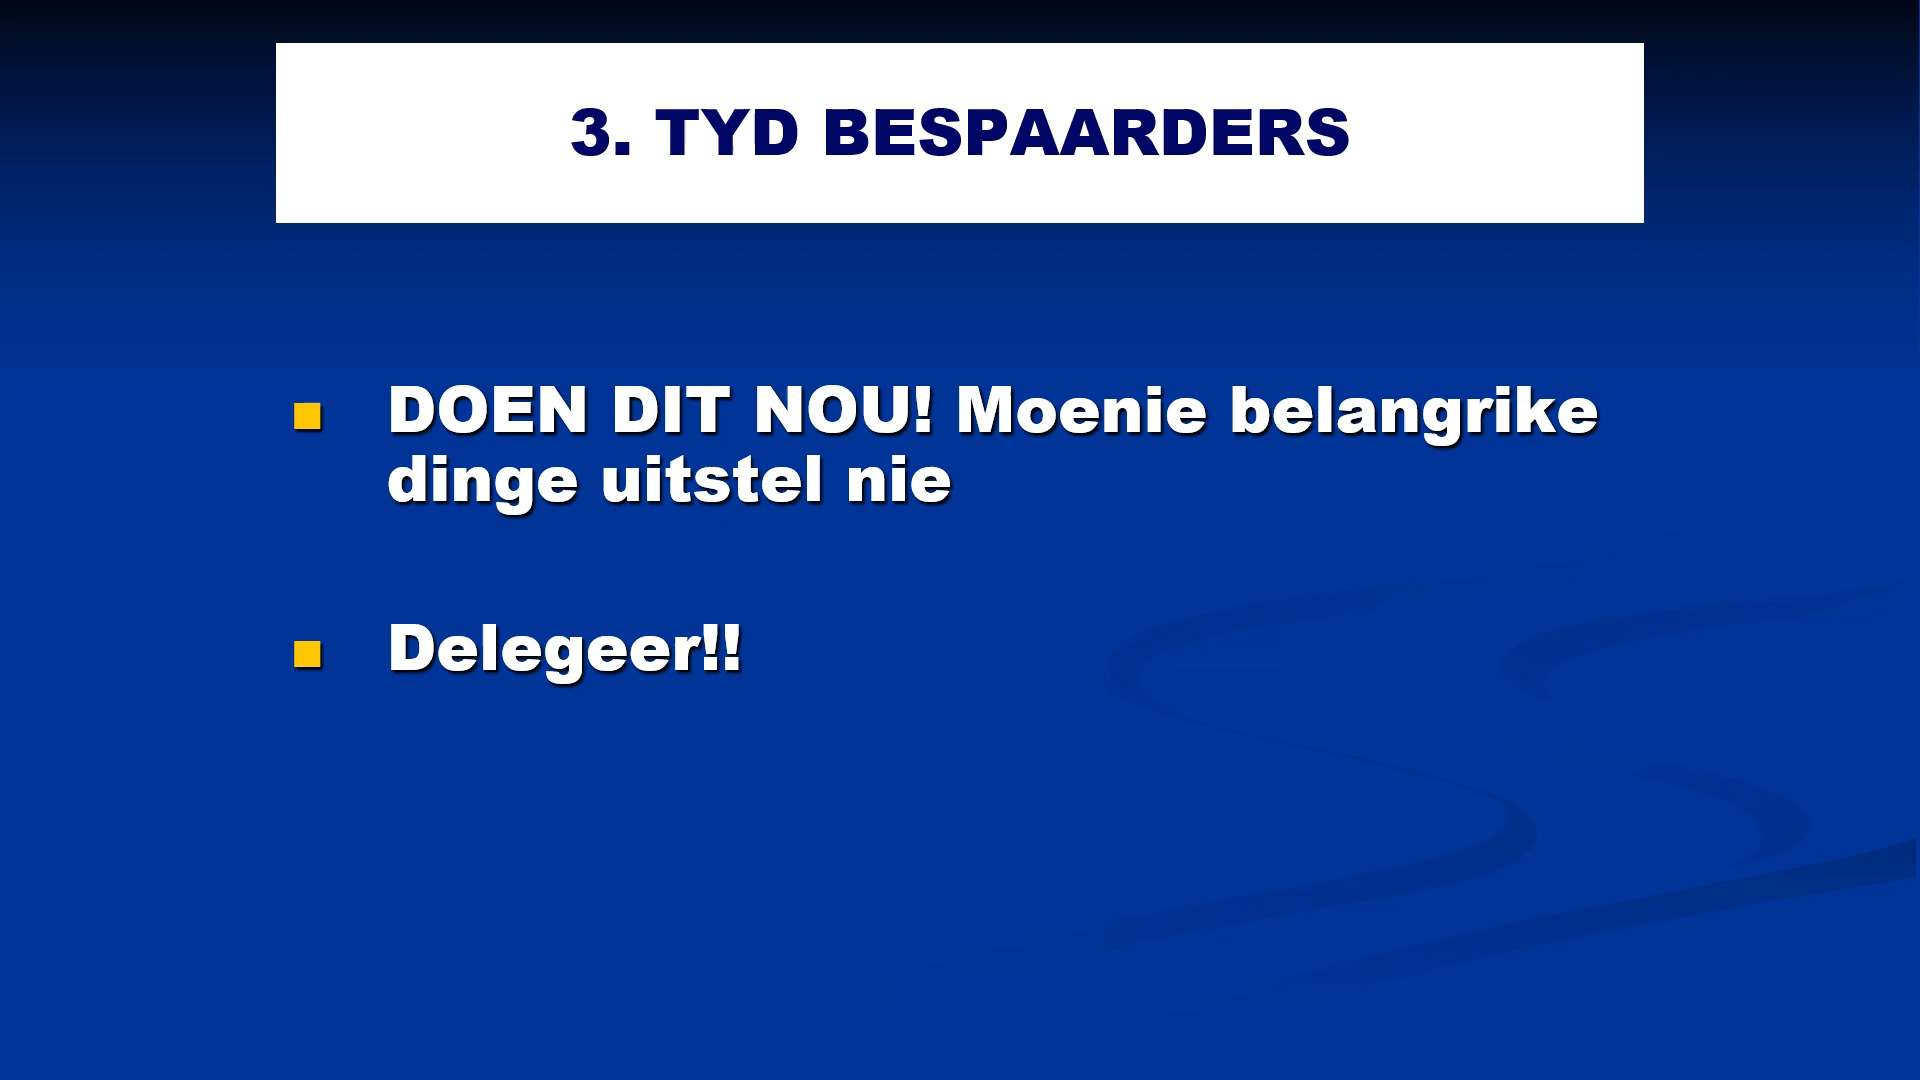 3. TYD BESPAARDERS
DOEN DIT NOU! Moenie belangrike
dinge uitstel nie
Delegeer!!